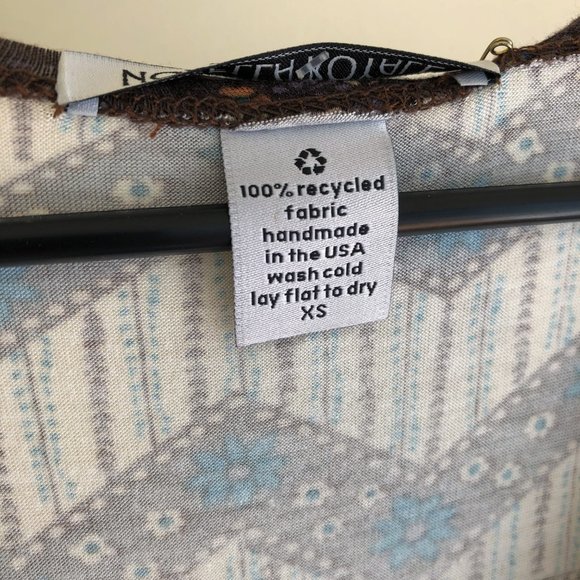 100% recycled
fabric
handmade
in the USA
wash cold
lay flat to dry
XS